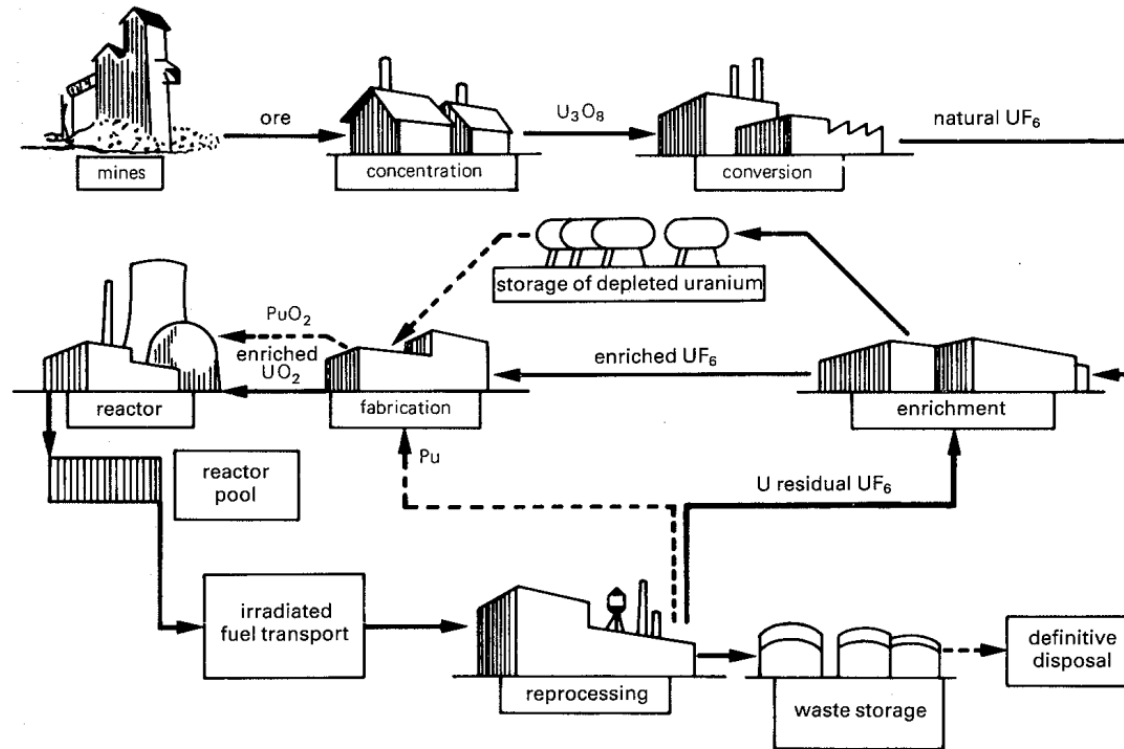 ore
U₃O₈
natural UF₆
mines
concentration
conversion
storage of depleted uranium
PuO₂
enriched
UO₂
enriched UF₆
reactor
fabrication
enrichment
Pu
reactor
pool
U residual UF₆
irradiated
fuel transport
definitive
disposal
reprocessing
waste storage